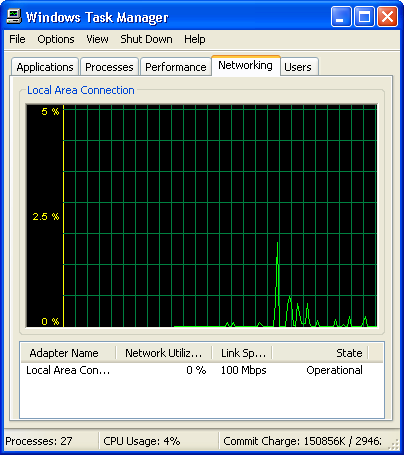 Windows Task Manager
File Options View Shut Down Help
Applications Processes Performance Networking Users
Local Area Connection
5 %
2.5 %
0 %
Adapter Name Network Utiliz... Link Sp... State
Local Area Con... 0 % 100 Mbps Operational
Processes: 27 CPU Usage: 4% Commit Charge: 150856K / 2946